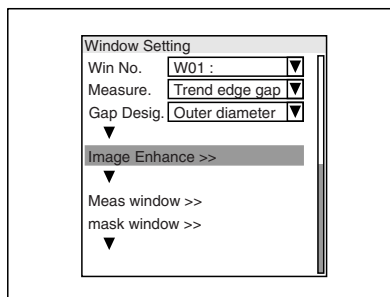 Window Setting
Win No. W01 :
Measure. Trend edge gap
Gap Desig. Outer diameter
Image Enhance >>
Meas window >>
mask window >>